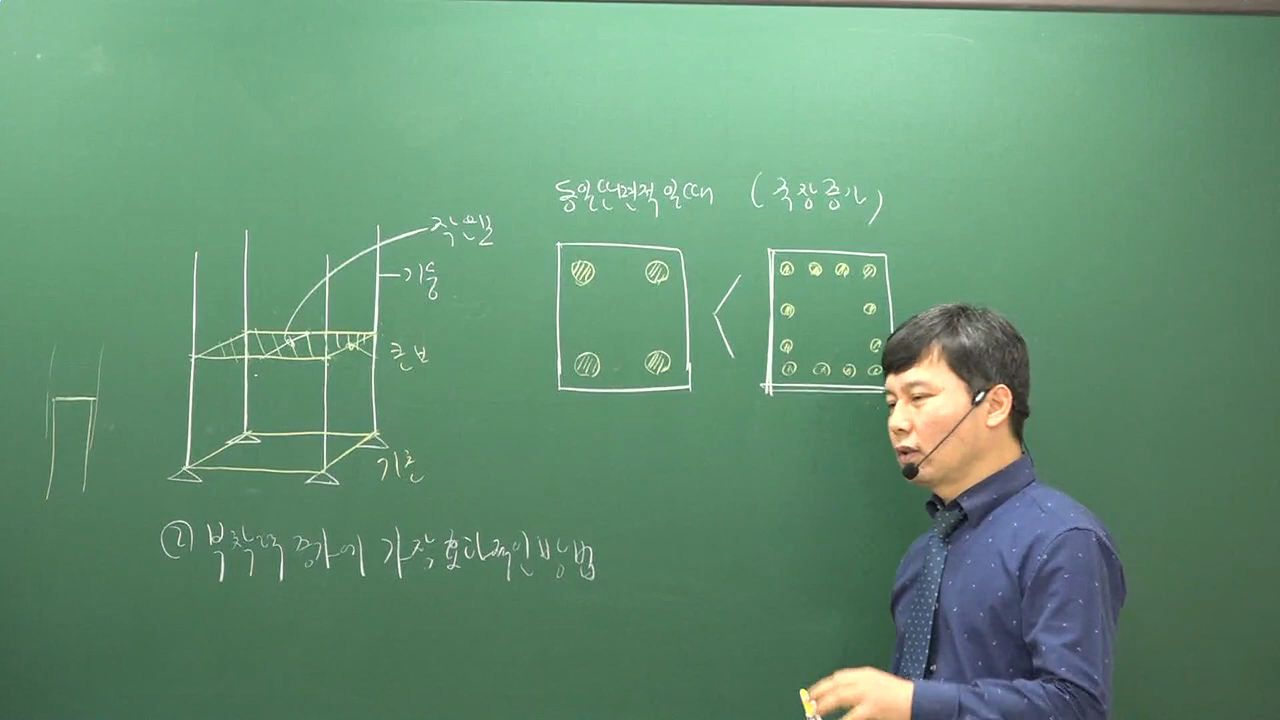 동일단면적일때 (주장증가)
작은보
기둥
큰보
기초
② 부착력 증가에 가장 효과적인 방법